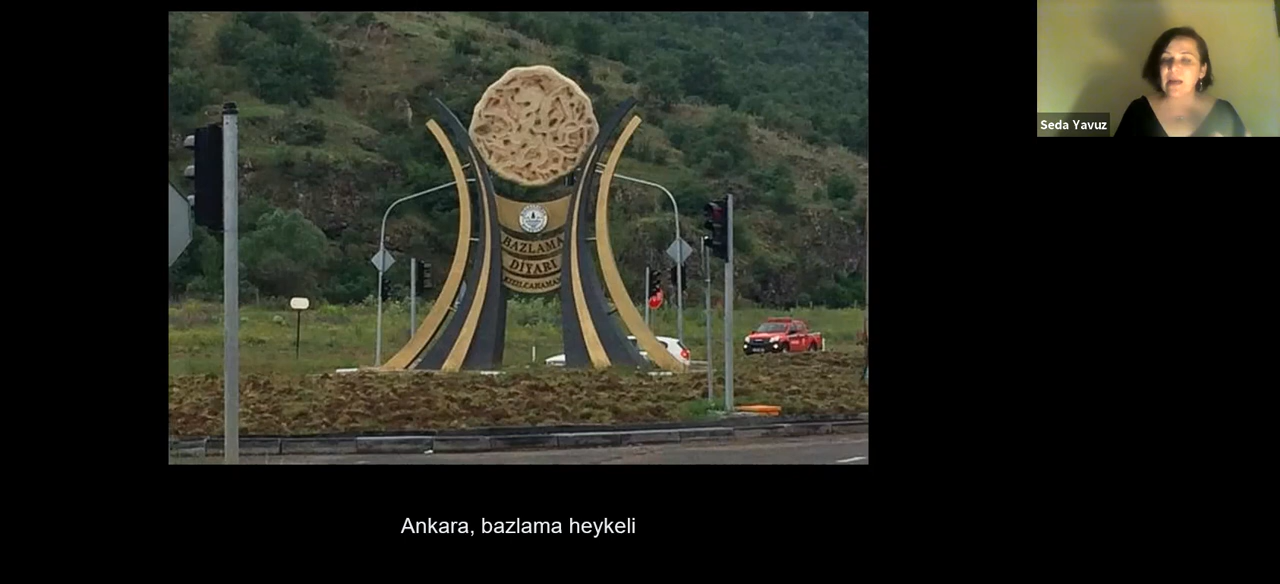 Seda Yavuz
BAZLAMA
DİYARI
KIZILCAHAMAM
Ankara, bazlama heykeli